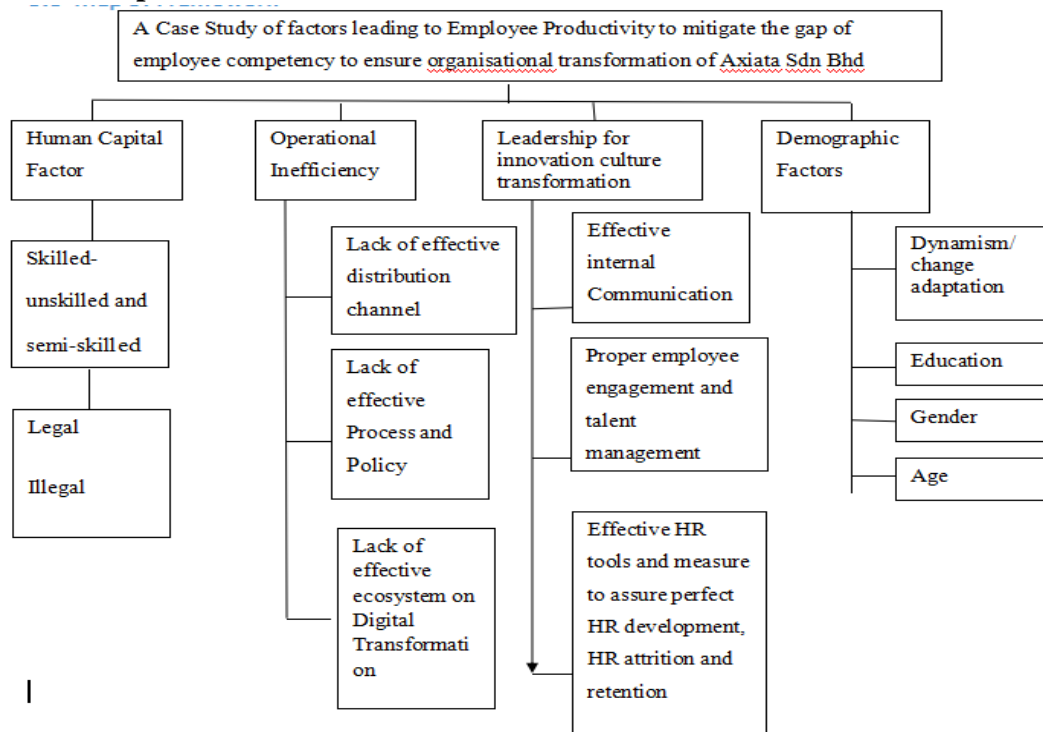 A Case Study of factors leading to Employee Productivity to mitigate the gap of
employee competency to ensure organisational transformation of Axiata Sdn Bhd
Human Capital
Factor
Operational
Inefficiency
Leadership for
innovation culture
transformation
Demographic
Factors
Skilled-
unskilled and
semi-skilled
Legal
Illegal
Lack of effective
distribution
channel
Lack of
effective
Process and
Policy
Lack of
effective
ecosystem on
Digital
Transformati
on
Effective
internal
Communication
Proper employee
engagement and
talent
management
Effective HR
tools and measure
to assure perfect
HR development,
HR attrition and
retention
Dynamism/
change
adaptation
Education
Gender
Age